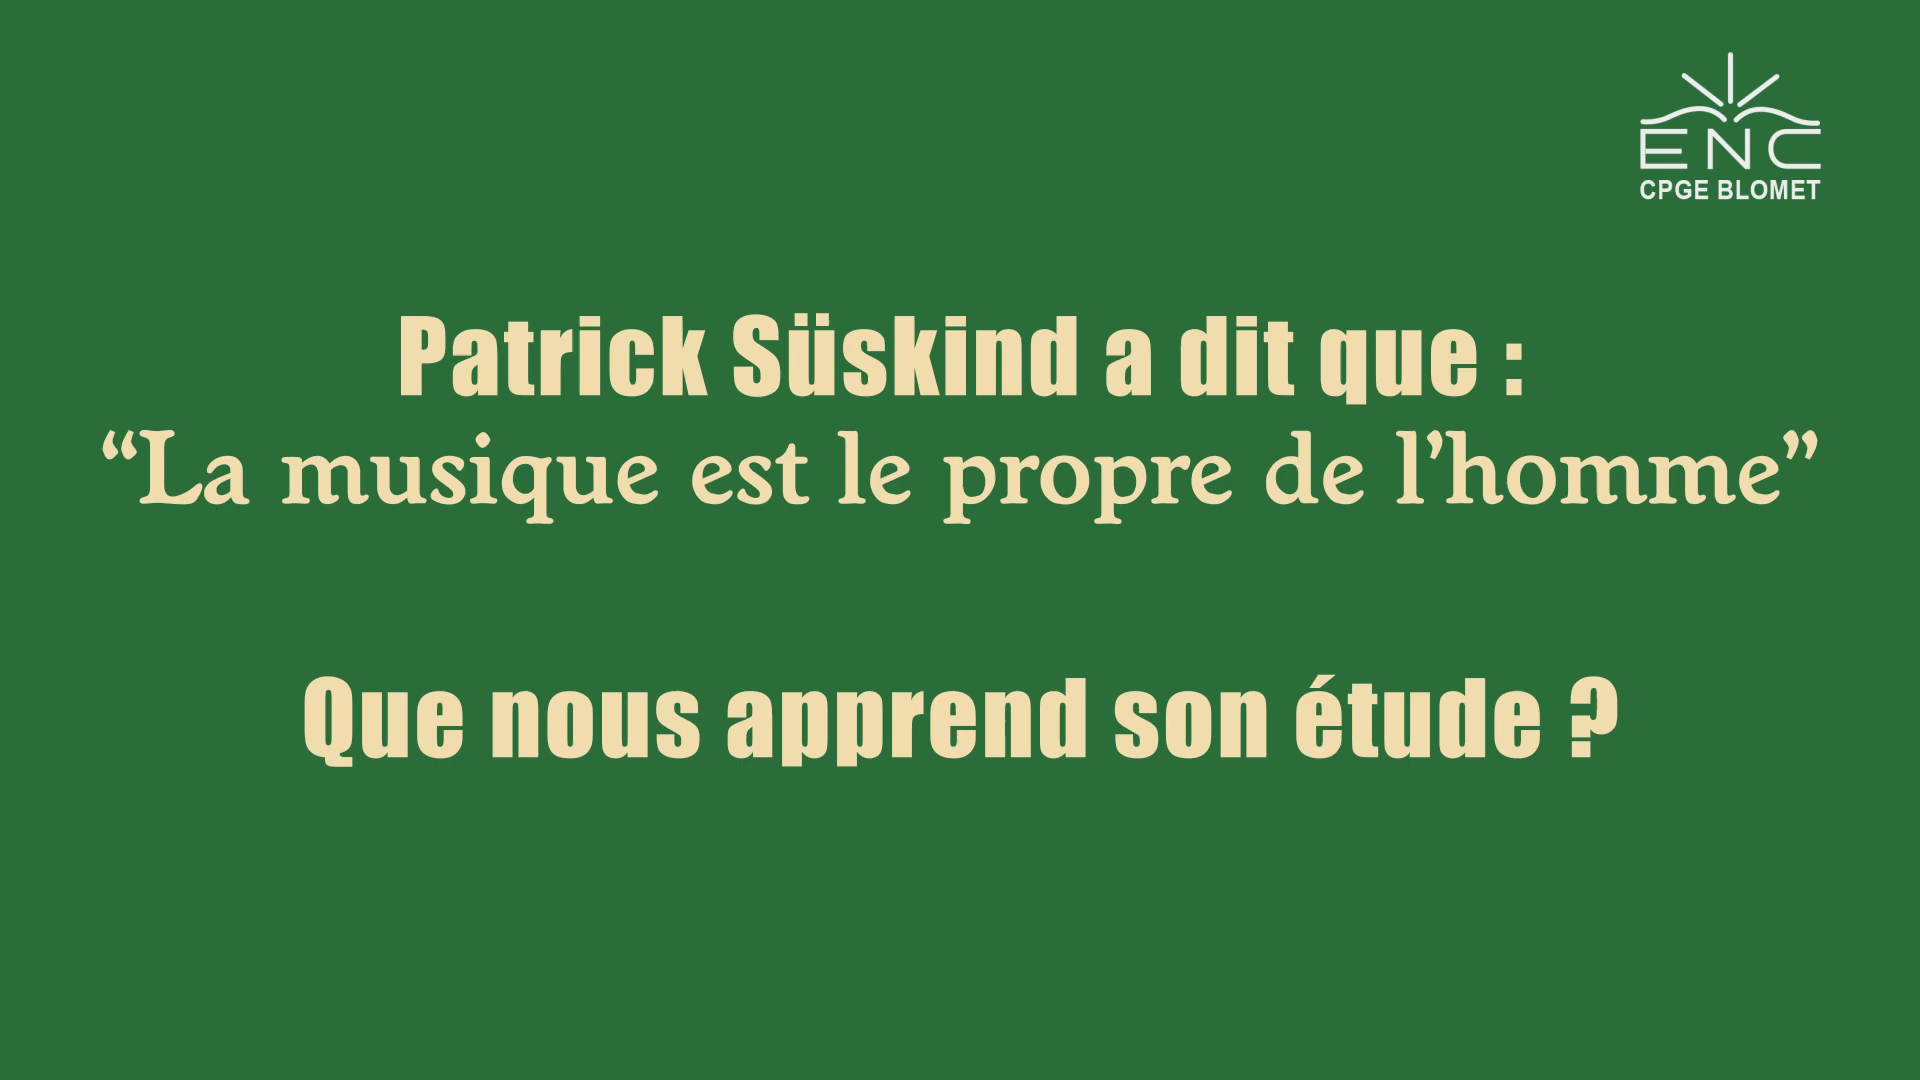 ENC
CPGE BLOMET
Patrick Süskind a dit que :
“La musique est le propre de l’homme”
Que nous apprend son étude ?